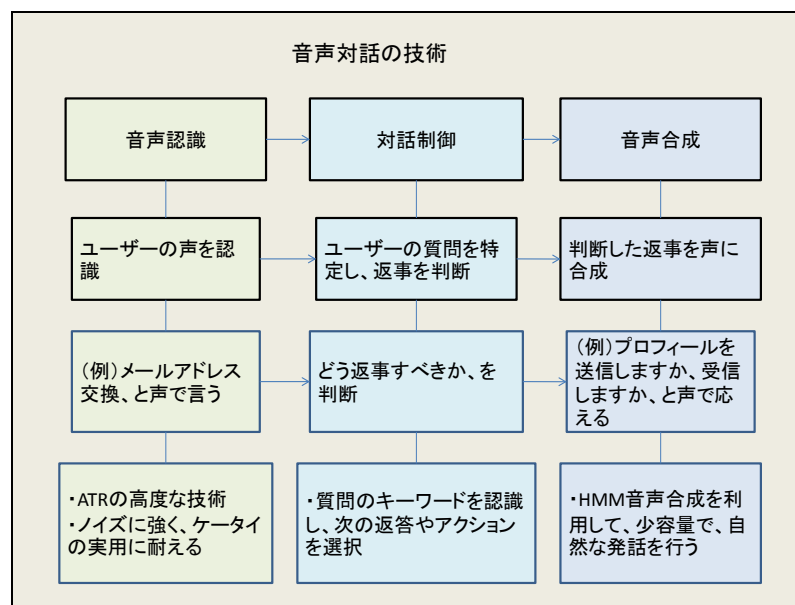 音声対話の技術
音声認識
対話制御
音声合成
ユーザーの声を認
識
ユーザーの質問を特
定し、返事を判断
判断した返事を声に
合成
(例)メールアドレス
交換、と声で言う
どう返事すべきか、を
判断
(例)プロフィールを
送信しますか、受信
しますか、と声で応
える
・ATRの高度な技術
・ノイズに強く、ケータイ
の実用に耐える
・質問のキーワードを認識
し、次の返答やアクション
を選択
・HMM音声合成を利
用して、少容量で、自
然な発話を行う